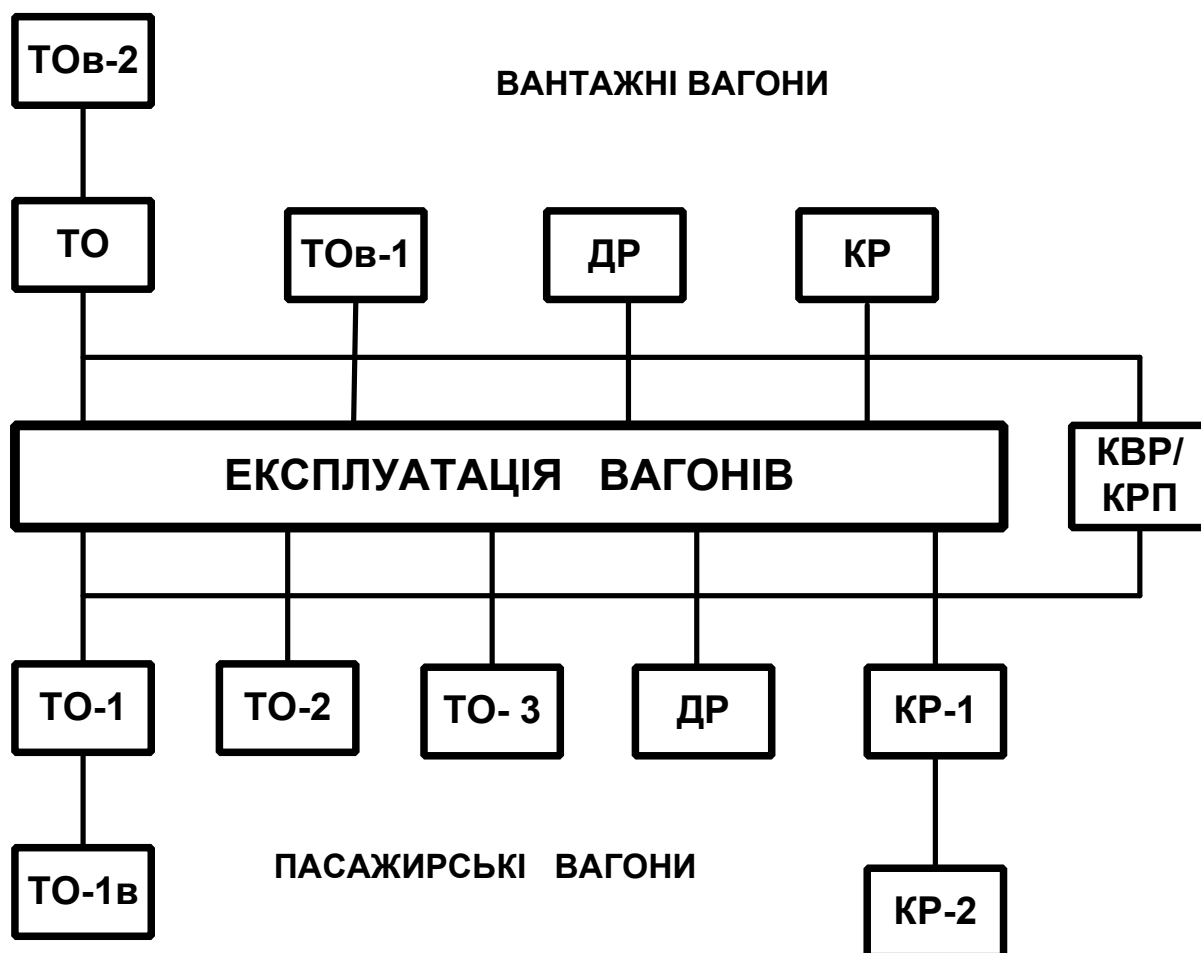 ТОв-2
ВАНТАЖНІ ВАГОНИ
ТО
ТОв-1
ДР
КР
ЕКСПЛУАТАЦІЯ ВАГОНІВ
КВР/
КРП
ТО-1
ТО-2
ТО- 3
ДР
КР-1
ТО-1в
ПАСАЖИРСЬКІ ВАГОНИ
КР-2